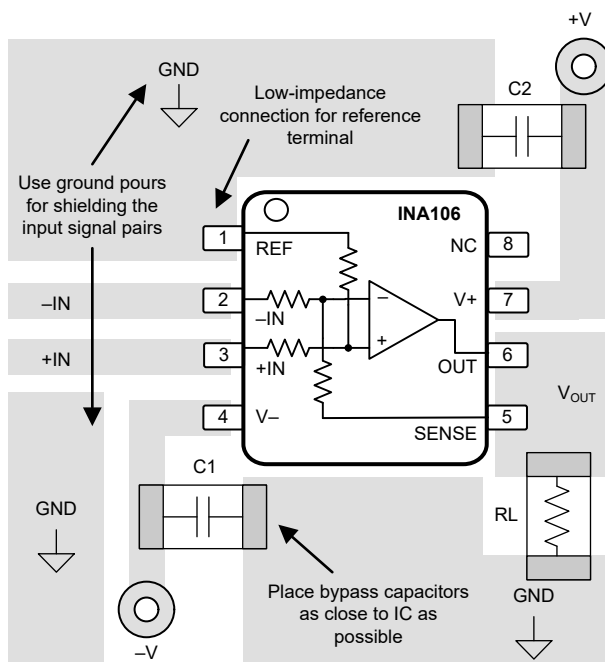 +V
GND
C2
Low-impedance
connection for reference
terminal
Use ground pours
for shielding the
input signal pairs
INA106
1
REF
NC
8
–IN
2
–IN
V+
7
+IN
3
+IN
–
+
OUT
6
4
V–
SENSE
5
VOUT
C1
GND
RL
Place bypass capacitors
as close to IC as
possible
GND
–V